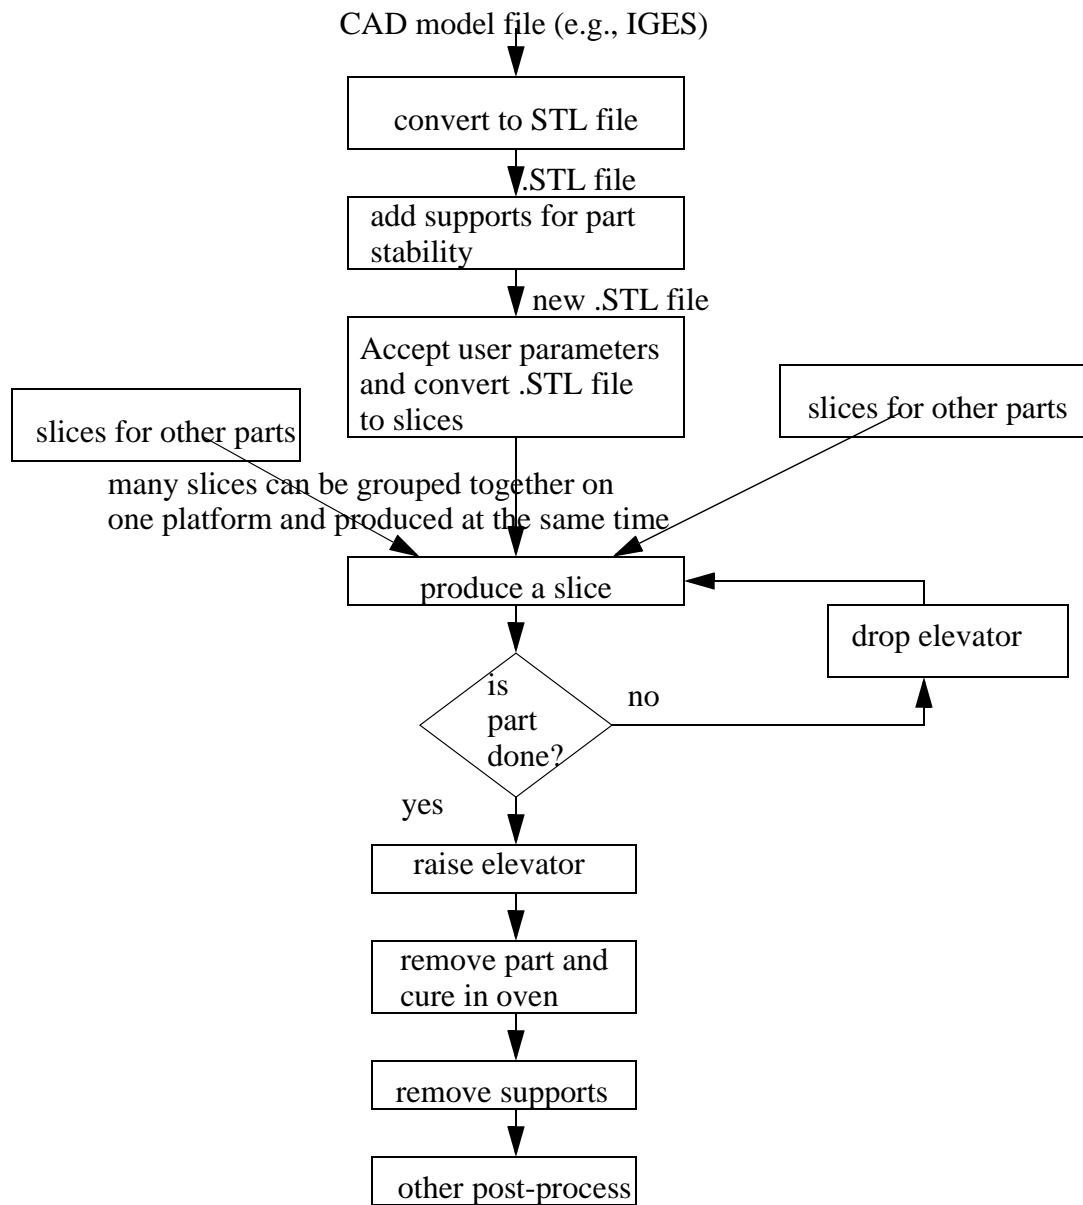 CAD model file (e.g., IGES)
convert to STL file
.STL file
add supports for part
stability
new .STL file
Accept user parameters
and convert .STL file
to slices
slices for other parts
slices for other parts
many slices can be grouped together on
one platform and produced at the same time
produce a slice
drop elevator
is
part
done?
no
yes
raise elevator
remove part and
cure in oven
remove supports
other post-process